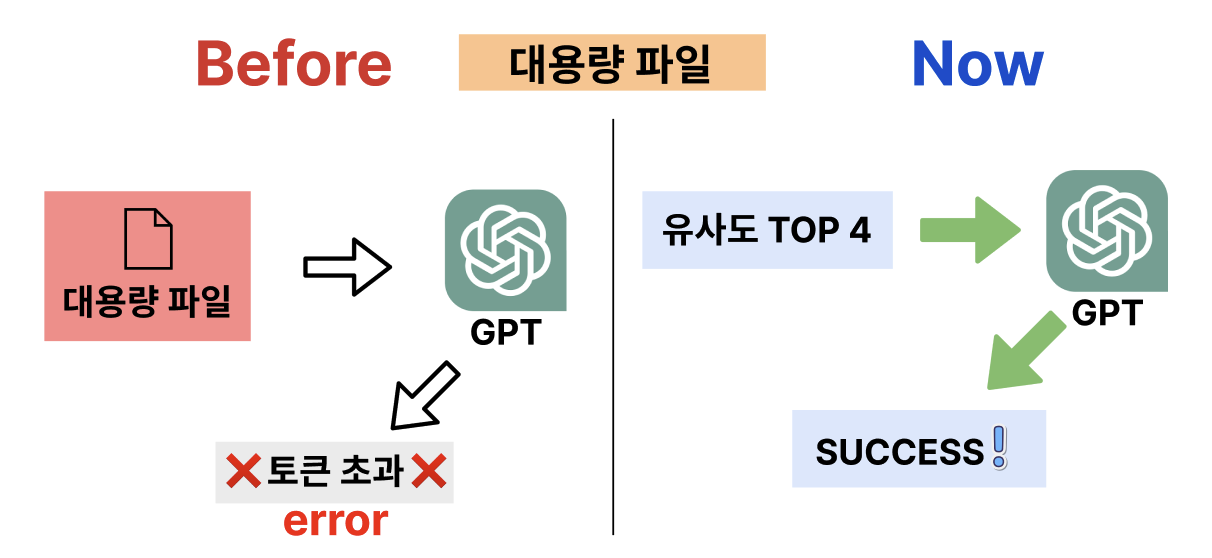 Before
대용량 파일
Now
대용량 파일
GPT
❌토큰 초과❌
error
유사도 TOP 4
GPT
SUCCESS❗